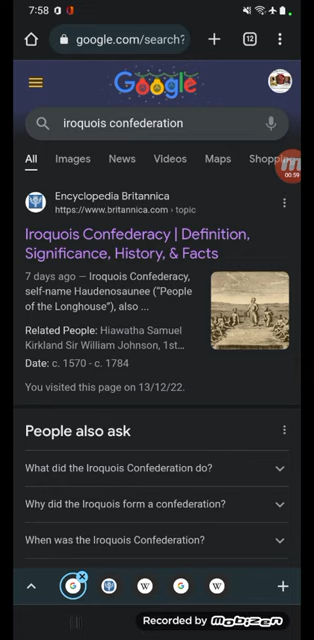 7:58
google.com/search?
12
Google
iroquois confederation
All Images News Videos Maps Shopping
00:59
Encyclopedia Britannica
https://www.britannica.com › topic
Iroquois Confederacy | Definition,
Significance, History, & Facts
7 days ago — Iroquois Confederacy,
self-name Haudenosaunee ("People
of the Longhouse"), also ...
Related People: Hiawatha Samuel
Kirkland Sir William Johnson, 1st...
Date: c. 1570 - c. 1784
You visited this page on 13/12/22.
People also ask
What did the Iroquois Confederation do?
Why did the Iroquois form a confederation?
When was the Iroquois Confederation?
G W G W
Recorded by Mobizen